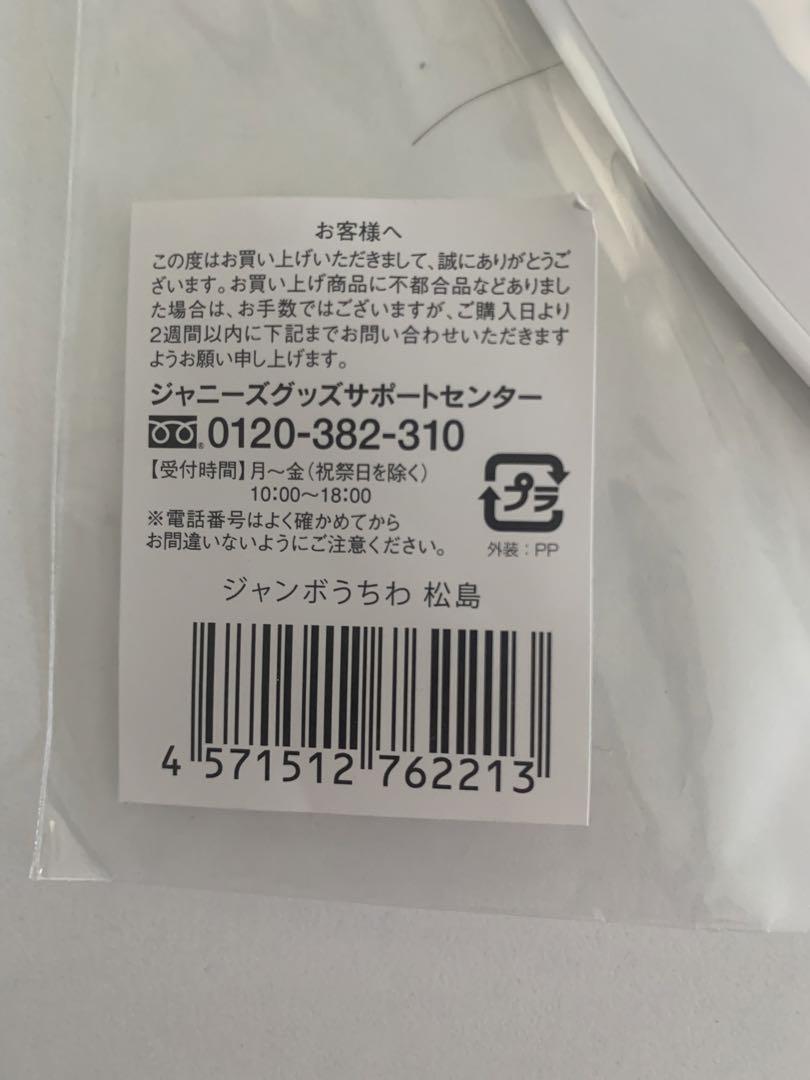 お客様へ
この度はお買い上げいただきまして、誠にありがとうご
ざいます。お買い上げ商品に不都合品などありまし
た場合は、お手数ではございますが、ご購入日より
2週間以内に下記までお問い合わせいただきます
ようお願い申し上げます。
ジャニーズグッズサポートセンター
0120-382-310
【受付時間】月〜金（祝祭日を除く）
10:00〜18:00
※電話番号はよく確かめてから
お間違いないようにご注意ください。
プラ
外装：PP
ジャンボうちわ 松島
4 571512 762213